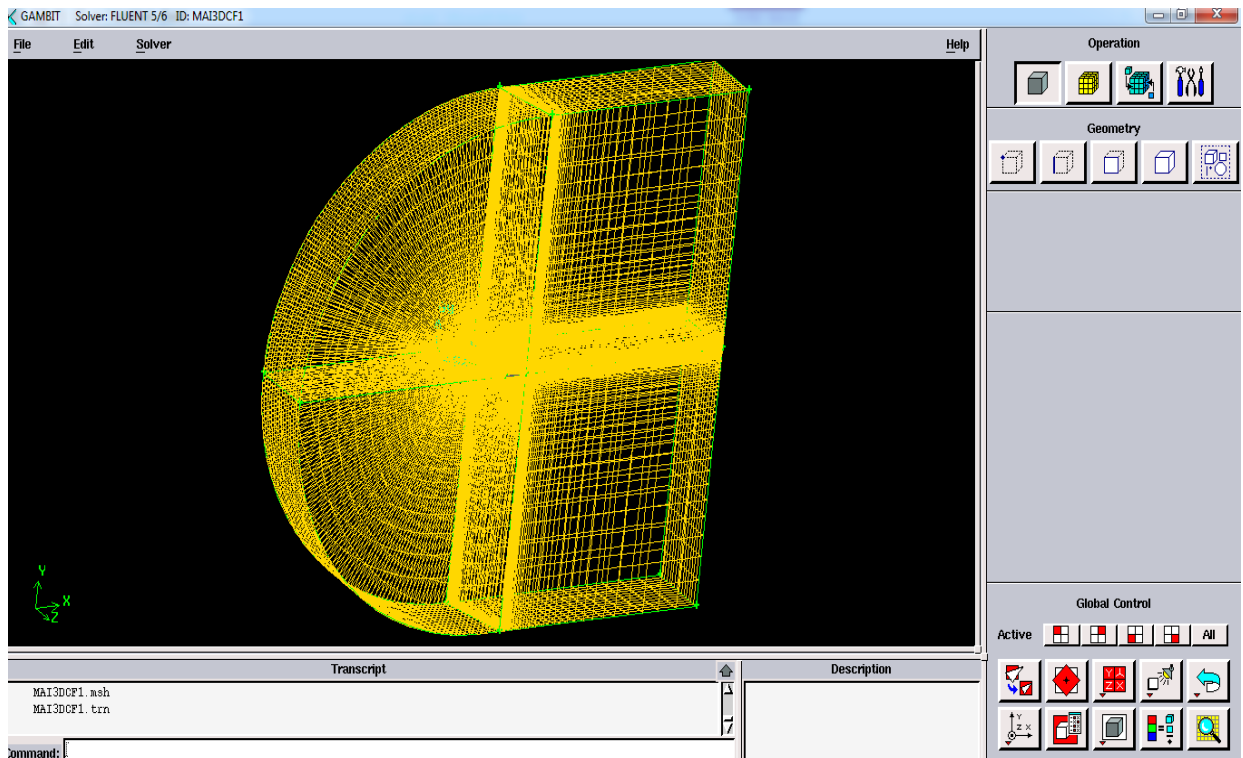 GAMBIT Solver: FLUENT 5/6 ID: MAI3DCF1
File Edit Solver Help
Operation
Geometry
Y
X
Z
Global Control
Active All
Transcript
Description
MAI3DCF1.msh
MAI3DCF1.trn
Command: